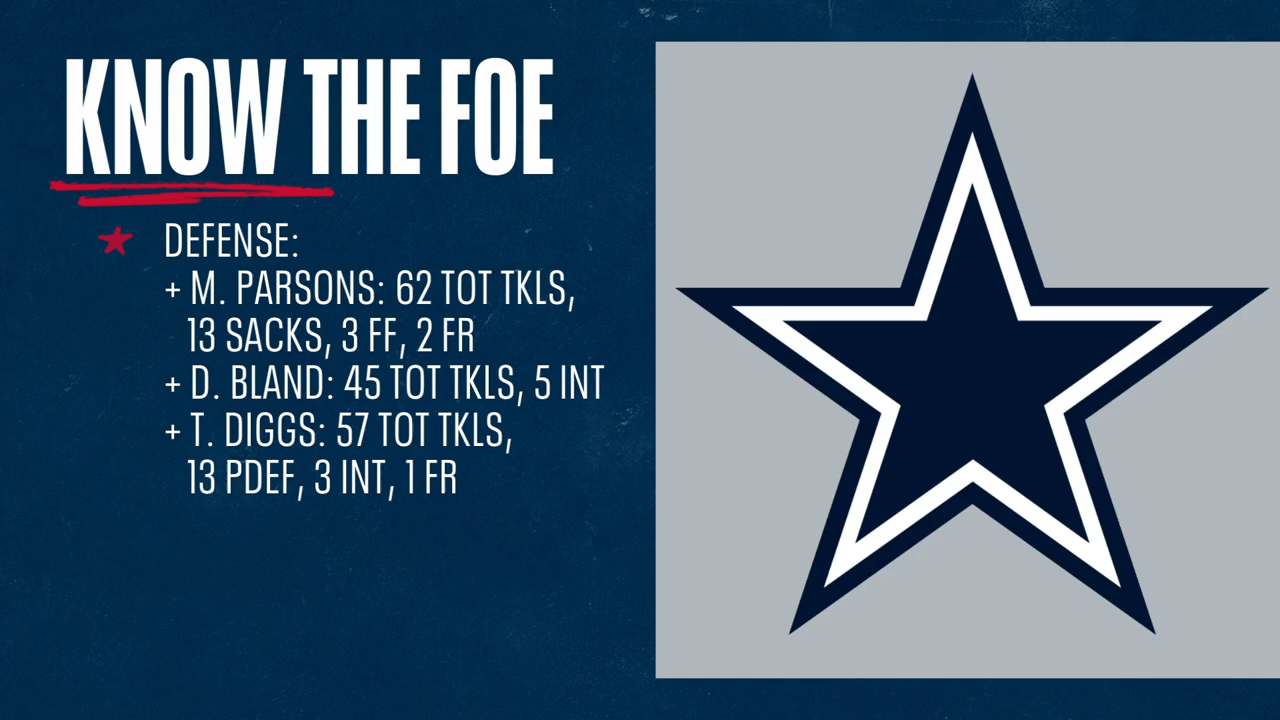 KNOW THE FOE
DEFENSE:
+ M. PARSONS: 62 TOT TKLS,
13 SACKS, 3 FF, 2 FR
+ D. BLAND: 45 TOT TKLS, 5 INT
+ T. DIGGS: 57 TOT TKLS,
13 PDEF, 3 INT, 1 FR